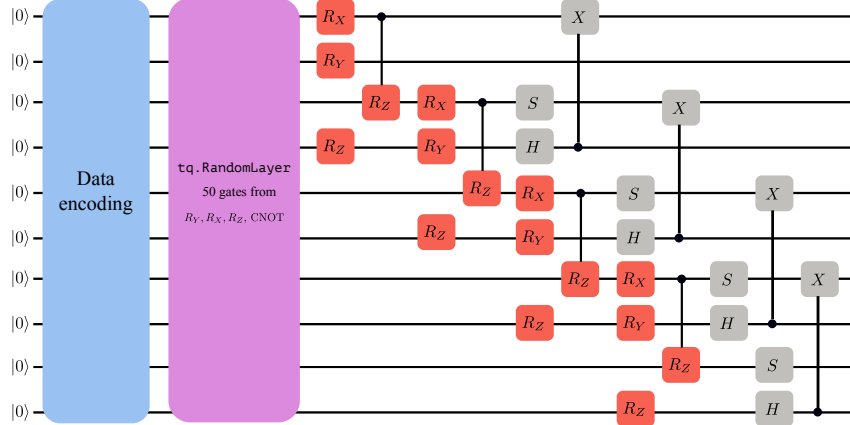 |0⟩ R_X X
|0⟩ R_Y
|0⟩ R_Z R_X S X
|0⟩ R_Z R_Y H
tq.RandomLayer
50 gates from
R_Y, R_X, R_Z, CNOT
Data
encoding
|0⟩ R_Z R_X S X
|0⟩ R_Z R_Y H
|0⟩ R_Z R_X S X
|0⟩ R_Z R_Y H
|0⟩ R_Z S
|0⟩ R_Z H